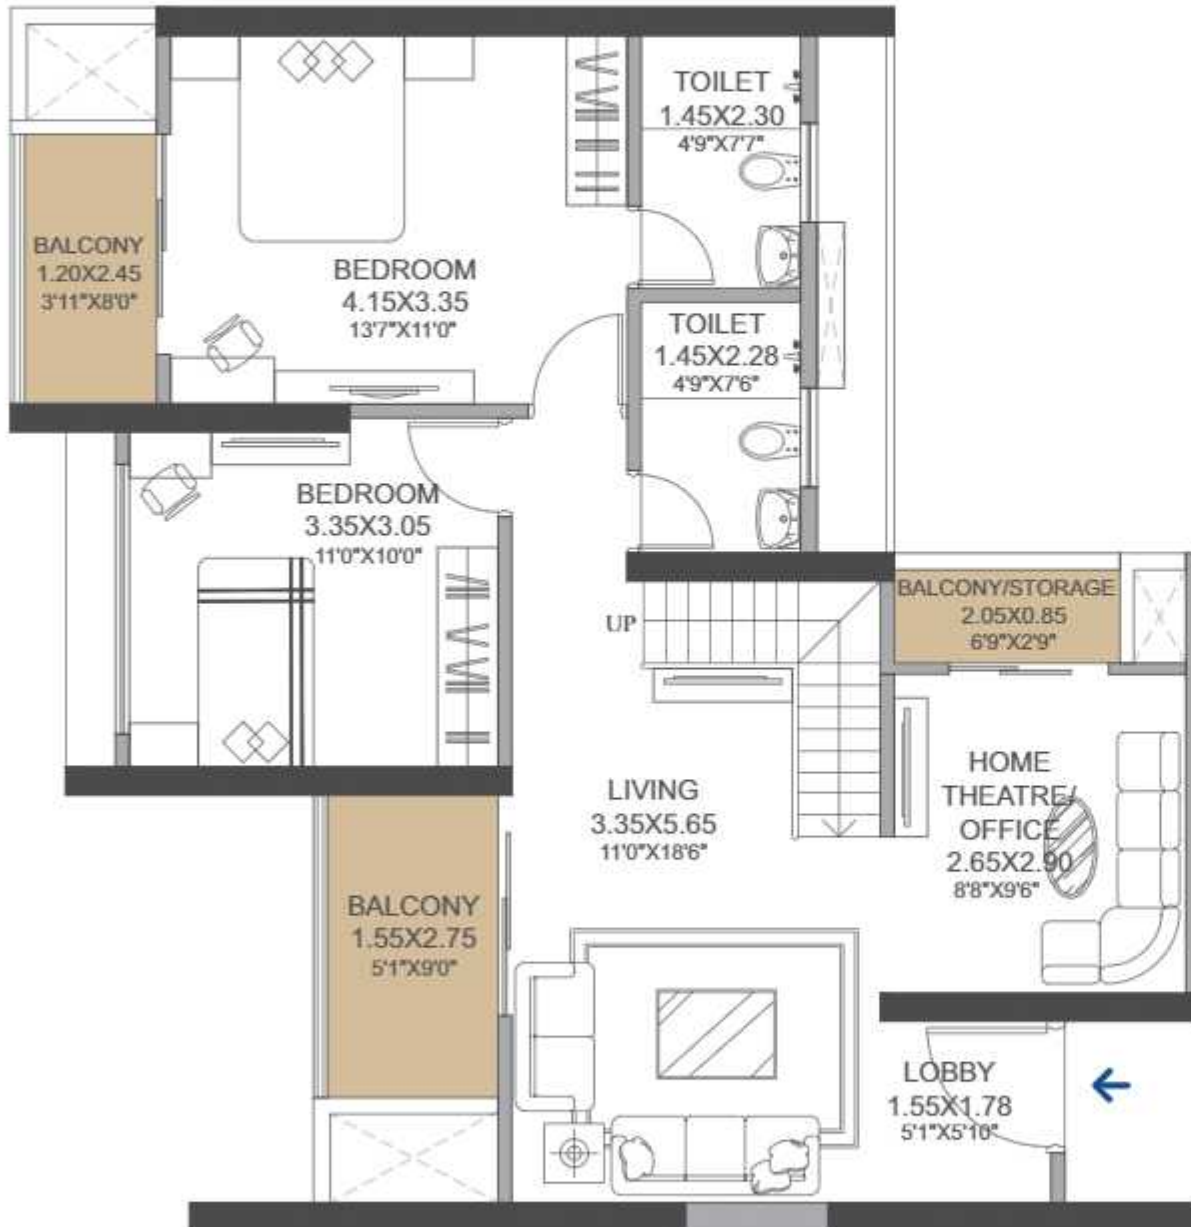 TOILET
1.45X2.30
4'9"X7'7"
BALCONY
1.20X2.45
3'11"X8'0"
BEDROOM
4.15X3.35
13'7"X11'0"
TOILET
1.45X2.28
4'9"X7'6"
BEDROOM
3.35X3.05
11'0"X10'0"
UP
BALCONY/STORAGE
2.05X0.85
6'9"X2'9"
LIVING
3.35X5.65
11'0"X18'6"
HOME
THEATRE/
OFFICE
2.65X2.90
8'8"X9'6"
BALCONY
1.55X2.75
5'1"X9'0"
LOBBY
1.55X1.78
5'1"X5'10"